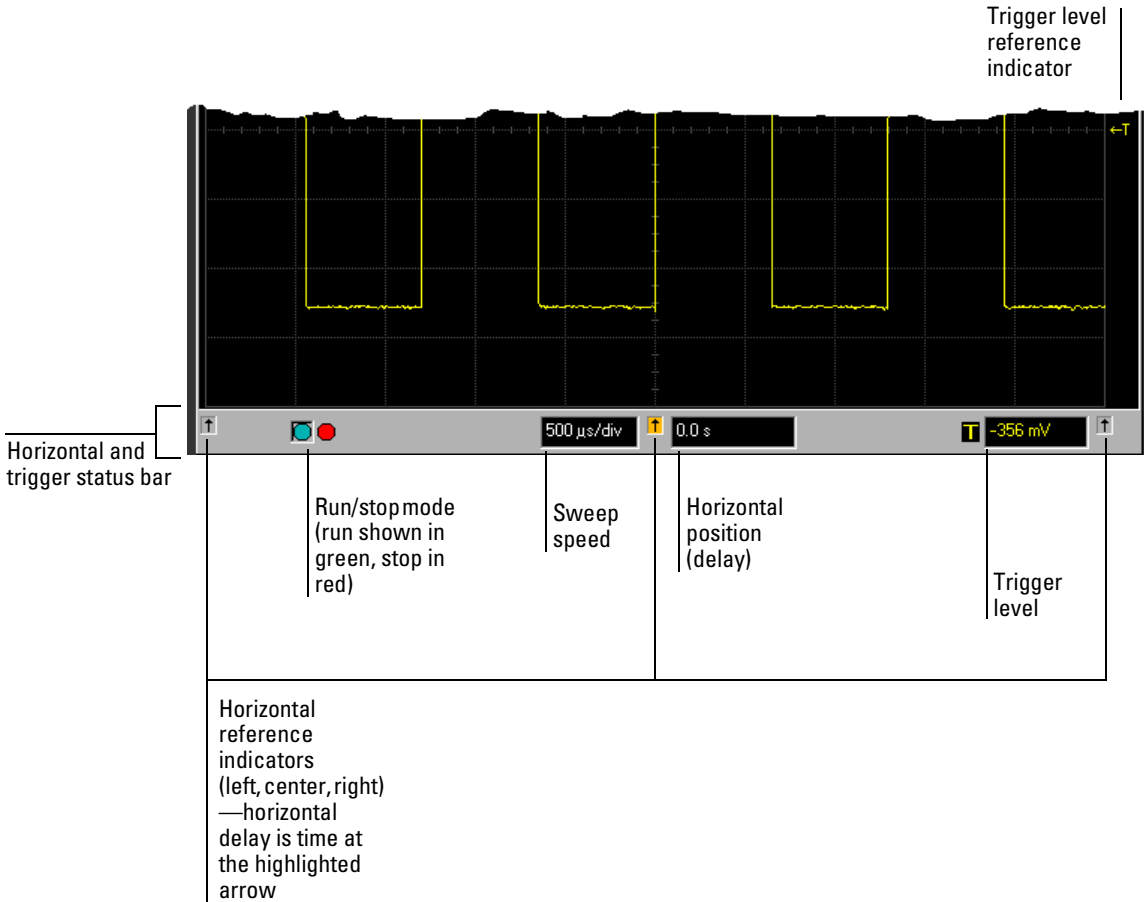 Trigger level
reference
indicator
←T
500 µs/div
0.0 s
T
-356 mV
Horizontal and
trigger status bar
Run/stop mode
(run shown in
green, stop in
red)
Sweep
speed
Horizontal
position
(delay)
Trigger
level
Horizontal
reference
indicators
(left, center, right)
—horizontal
delay is time at
the highlighted
arrow